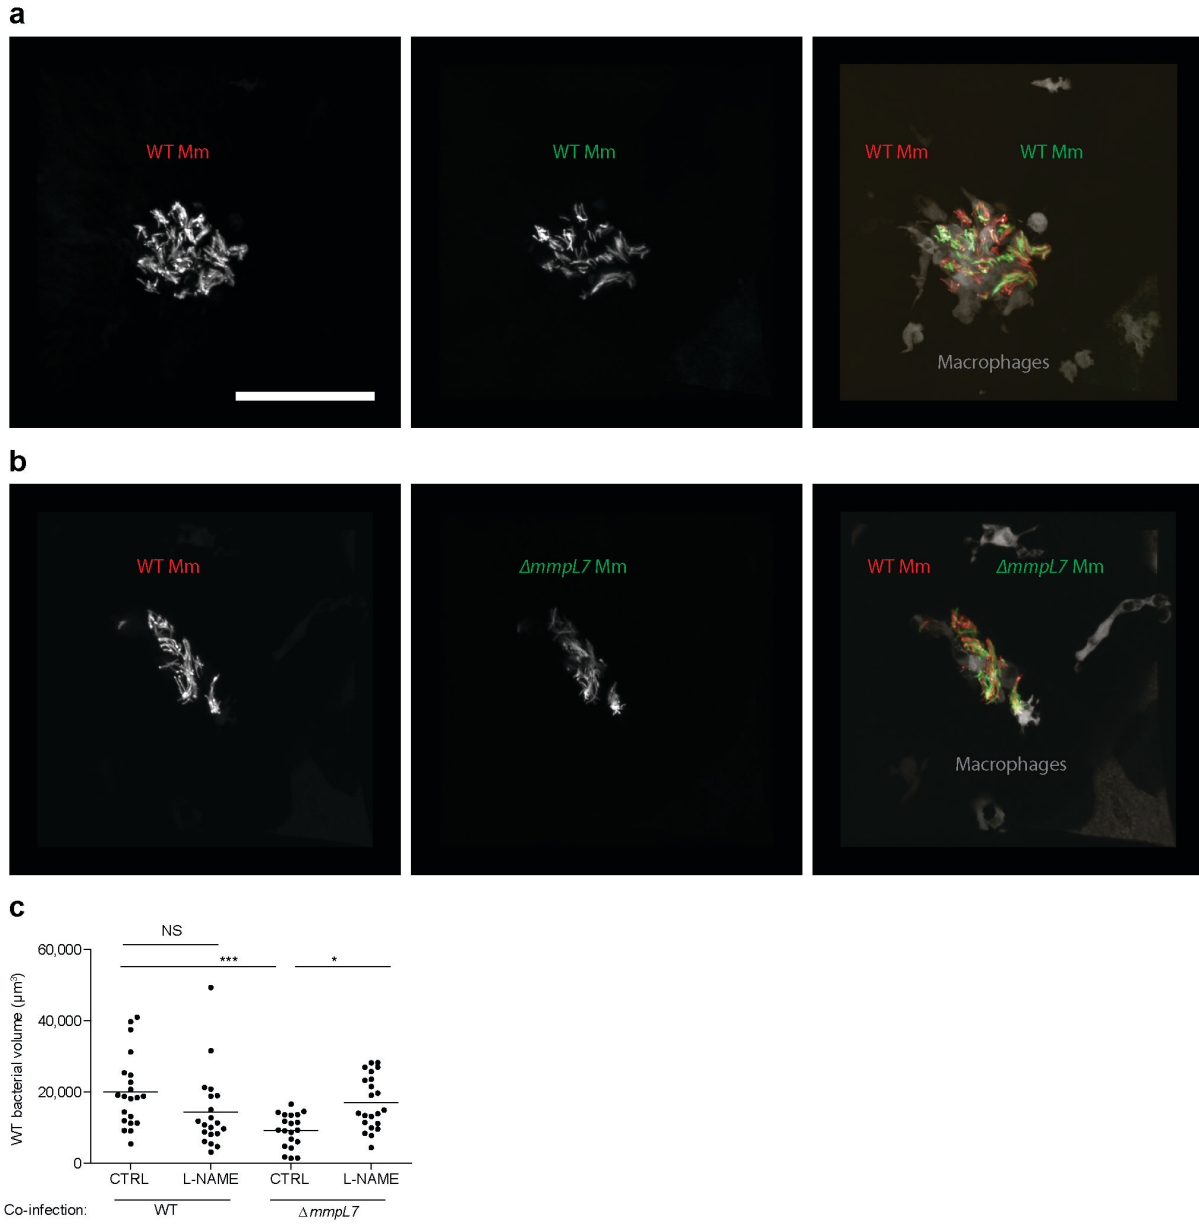 a
WT Mm
WT Mm
WT Mm WT Mm
Macrophages
b
WT Mm
ΔmmpL7 Mm
WT Mm ΔmmpL7 Mm
Macrophages
c
NS
*** *
60,000
40,000
20,000
0
WT bacterial volume (µm³)
CTRL L-NAME CTRL L-NAME
Co-infection: WT ΔmmpL7